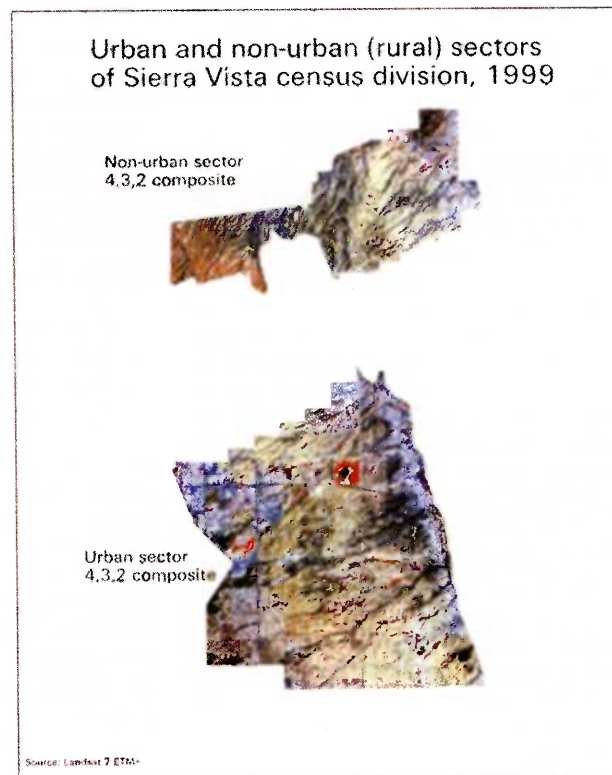 Urban and non-urban (rural) sectors
of Sierra Vista census division, 1999
Non-urban sector
4,3,2 composite
Urban sector
4,3,2 composite
Source: Landsat 7 ETM+